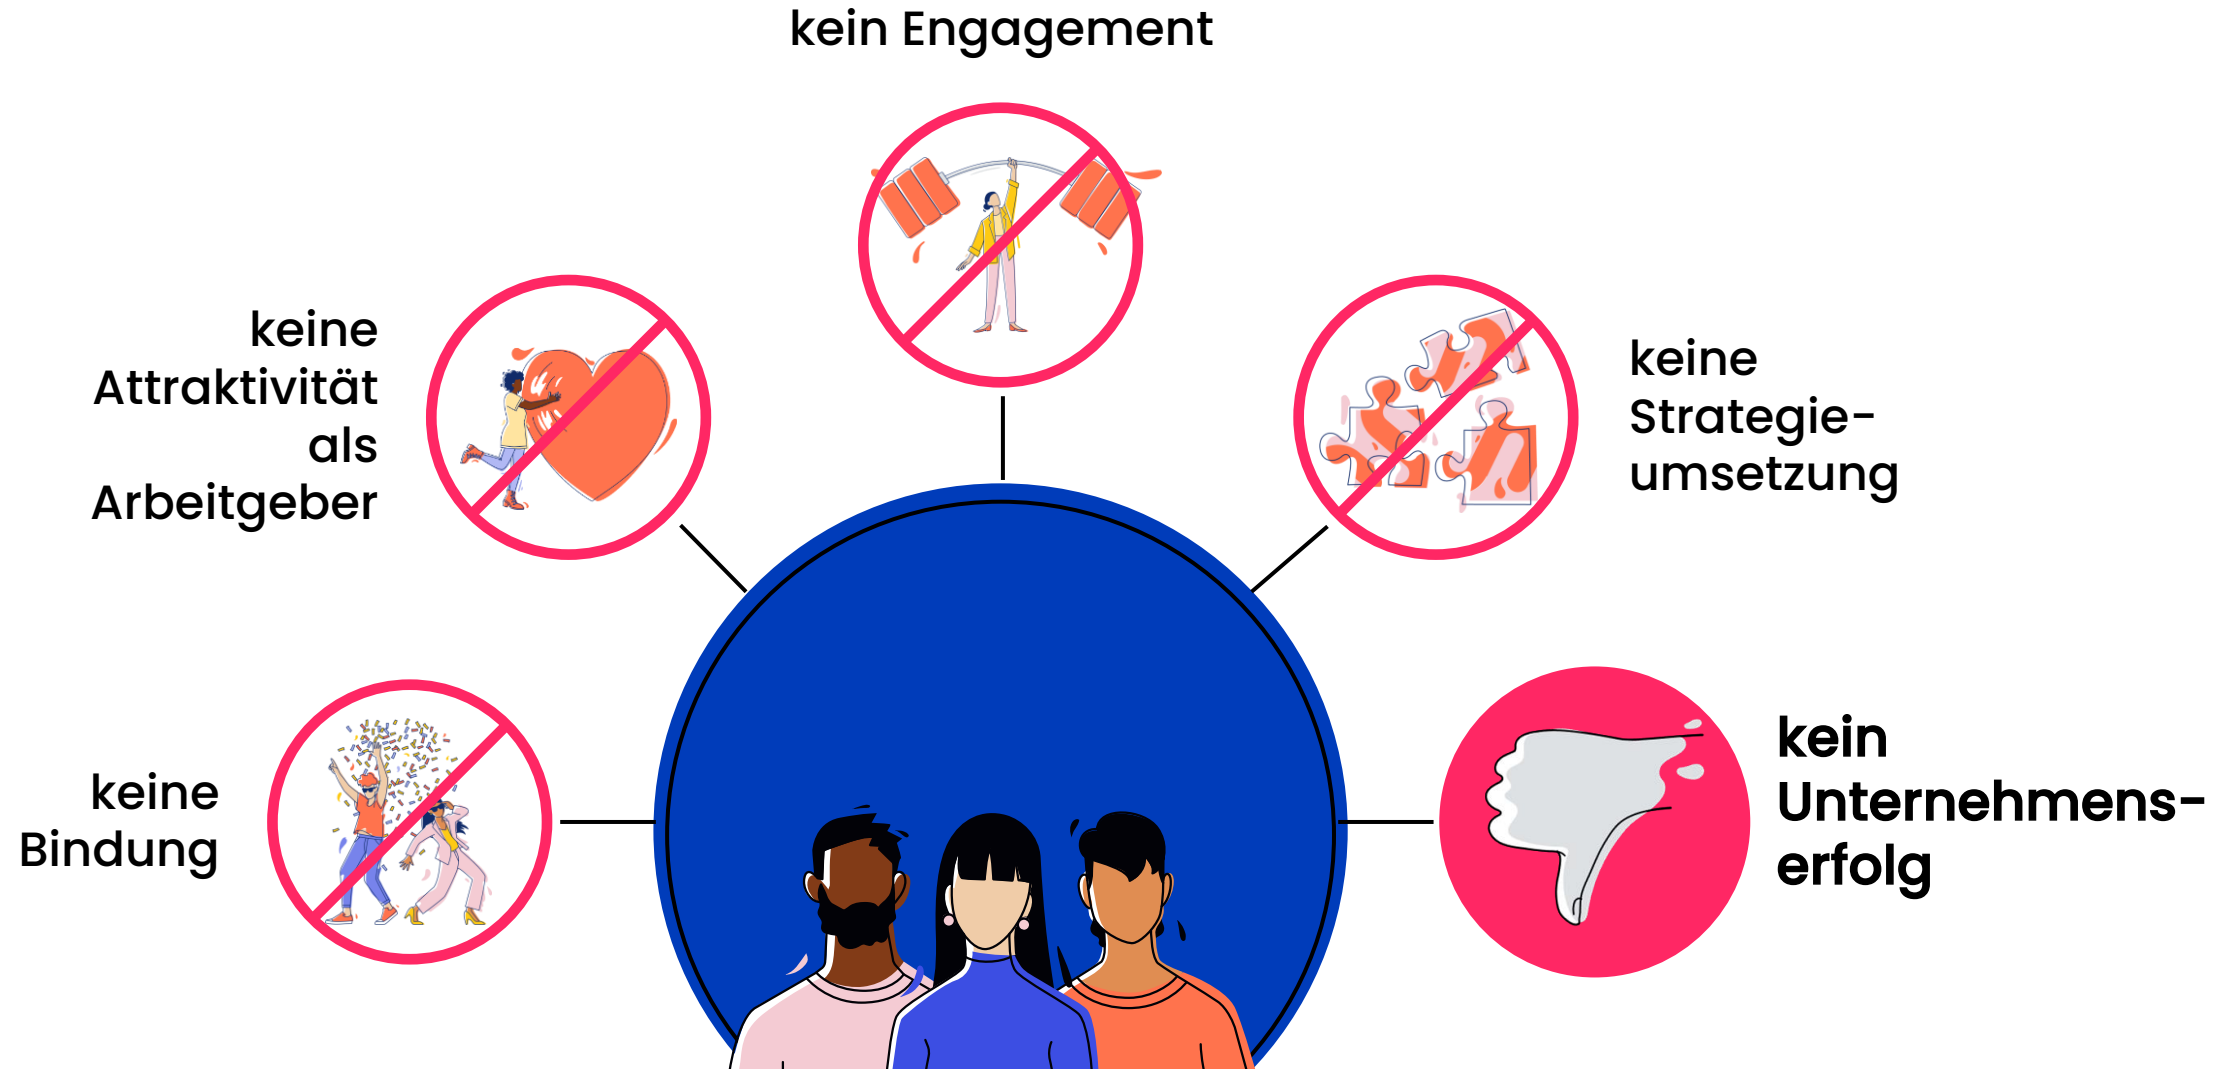 kein Engagement
keine
Attraktivität
als
Arbeitgeber
keine
Strategie-
umsetzung
keine
Bindung
kein
Unternehmens-
erfolg